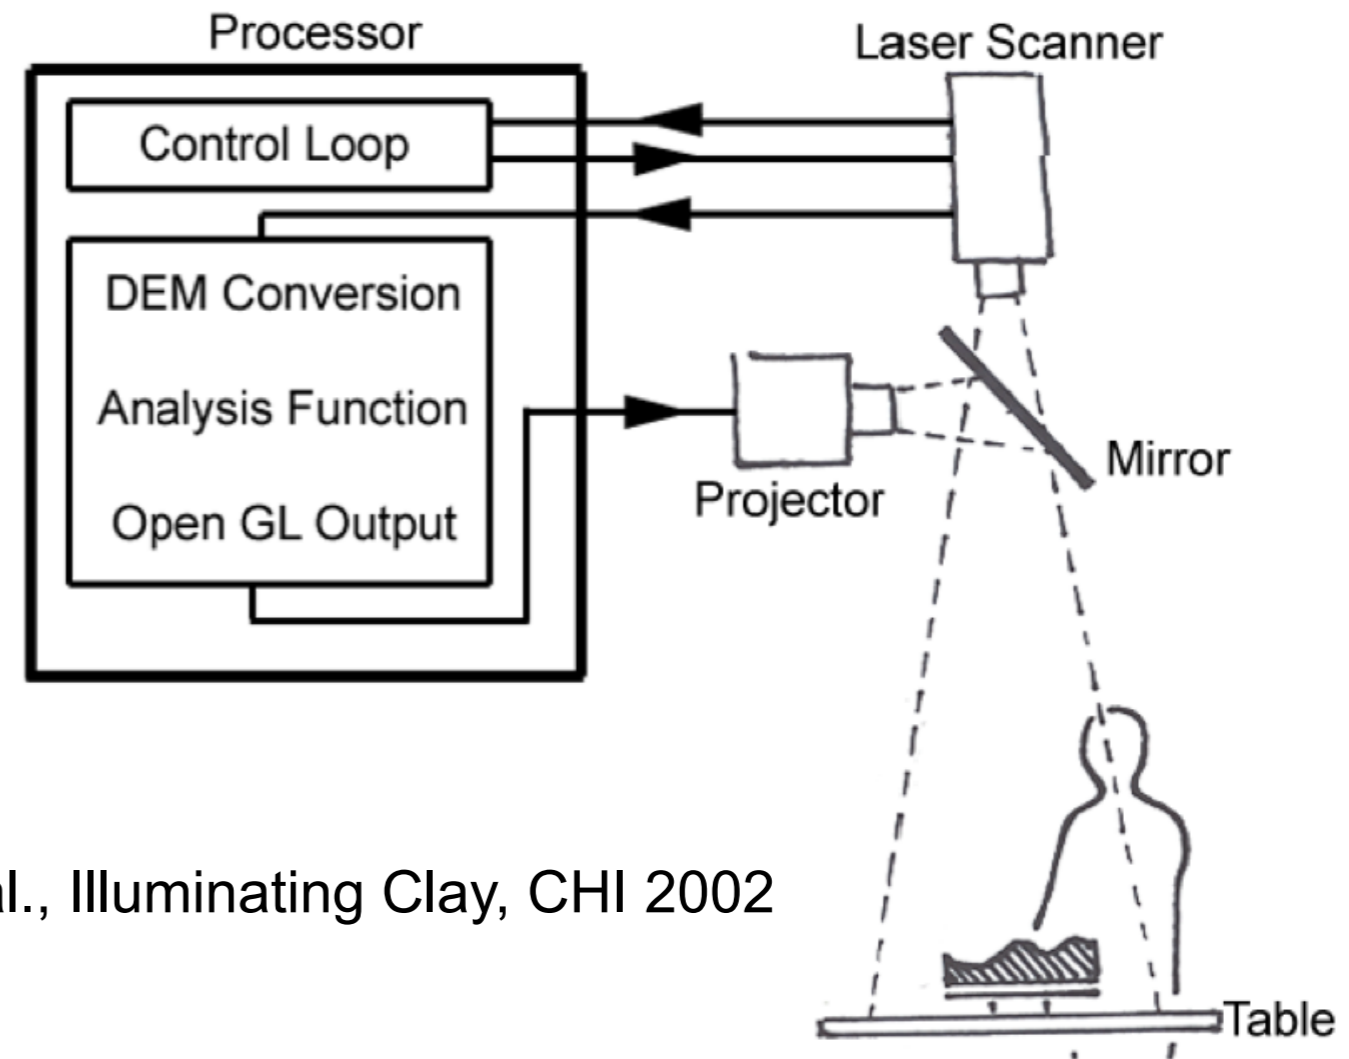 Processor
Laser Scanner
Control Loop
DEM Conversion
Analysis Function
Open GL Output
Projector
Mirror
al., Illuminating Clay, CHI 2002
Table